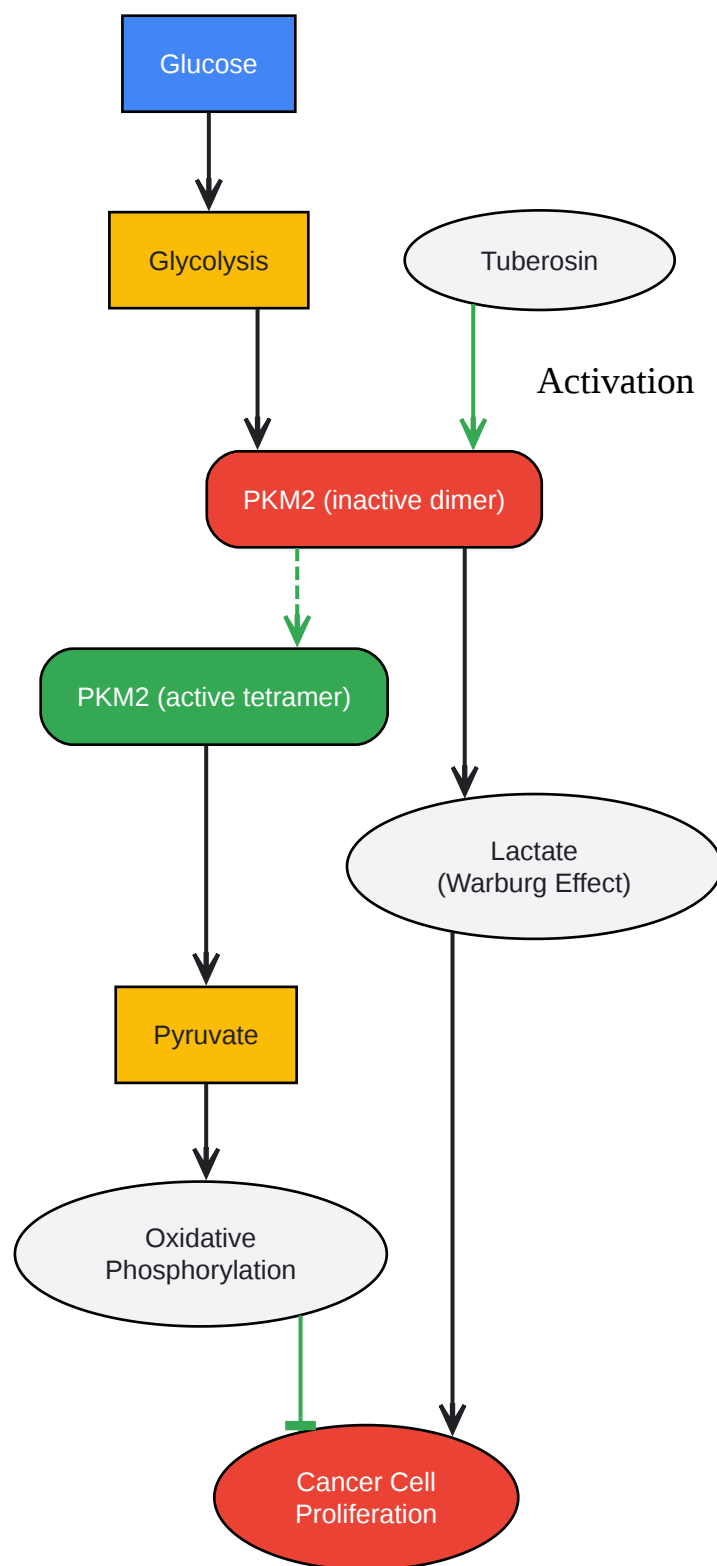 Glucose
Glycolysis
Tuberosin
Activation
PKM2 (inactive dimer)
PKM2 (active tetramer)
Lactate
(Warburg Effect)
Pyruvate
Oxidative
Phosphorylation
Cancer Cell
Proliferation